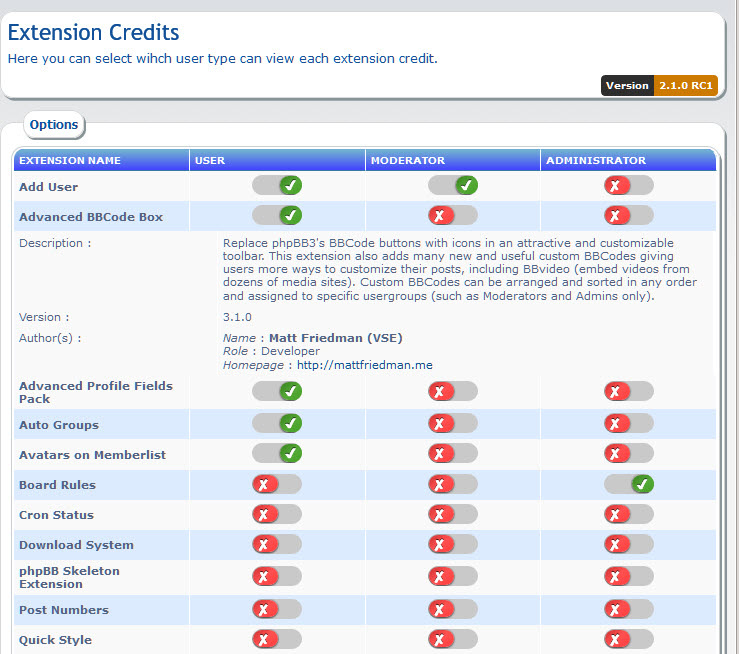 Extension Credits
Here you can select wihch user type can view each extension credit.
Version 2.1.0 RC1
Options
EXTENSION NAME USER MODERATOR ADMINISTRATOR
Add User
Advanced BBCode Box
Description : Replace phpBB3's BBCode buttons with icons in an attractive and customizable
toolbar. This extension also adds many new and useful custom BBCodes giving
users more ways to customize their posts, including BBvideo (embed videos from
dozens of media sites). Custom BBCodes can be arranged and sorted in any order
and assigned to specific usergroups (such as Moderators and Admins only).
Version : 3.1.0
Author(s) : Name : Matt Friedman (VSE)
Role : Developer
Homepage : http://mattfriedman.me
Advanced Profile Fields
Pack
Auto Groups
Avatars on Memberlist
Board Rules
Cron Status
Download System
phpBB Skeleton
Extension
Post Numbers
Quick Style